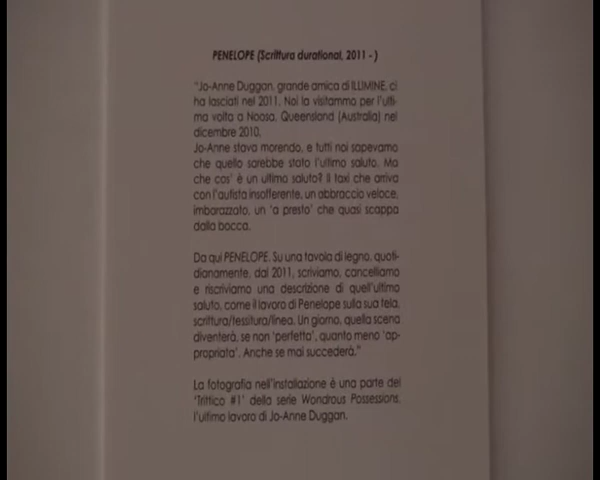 PENELOPE (Scrittura durational, 2011 - )
"Jo-Anne Duggan, grande amica di ILLIMINE, ci
ha lasciati nel 2011. Noi la visitammo per l'ulti-
ma volta a Noosa, Queensland (Australia) nel
dicembre 2010.
Jo-Anne stava morendo, e tutti noi sapevamo
che quello sarebbe stato l'ultimo saluto. Ma
che cos' è un ultimo saluto? Il taxi che arriva
con l'autista insofferente, un abbraccio veloce,
imbarazzato, un 'a presto' che quasi scappa
dalla bocca.
Da qui PENELOPE. Su una tavola di legno, quoti-
dianamente, dal 2011, scriviamo, cancelliamo
e riscriviamo una descrizione di quell'ultimo
saluto, come il lavoro di Penelope sulla sua tela,
scrittura/tessitura/linea. Un giorno, quella scena
diventerà, se non 'perfetta', quanto meno 'ap-
propriata'. Anche se mai succederà."
La fotografia nell'installazione è una parte del
'Trittico #1' della serie Wondrous Possessions,
l'ultimo lavoro di Jo-Anne Duggan.